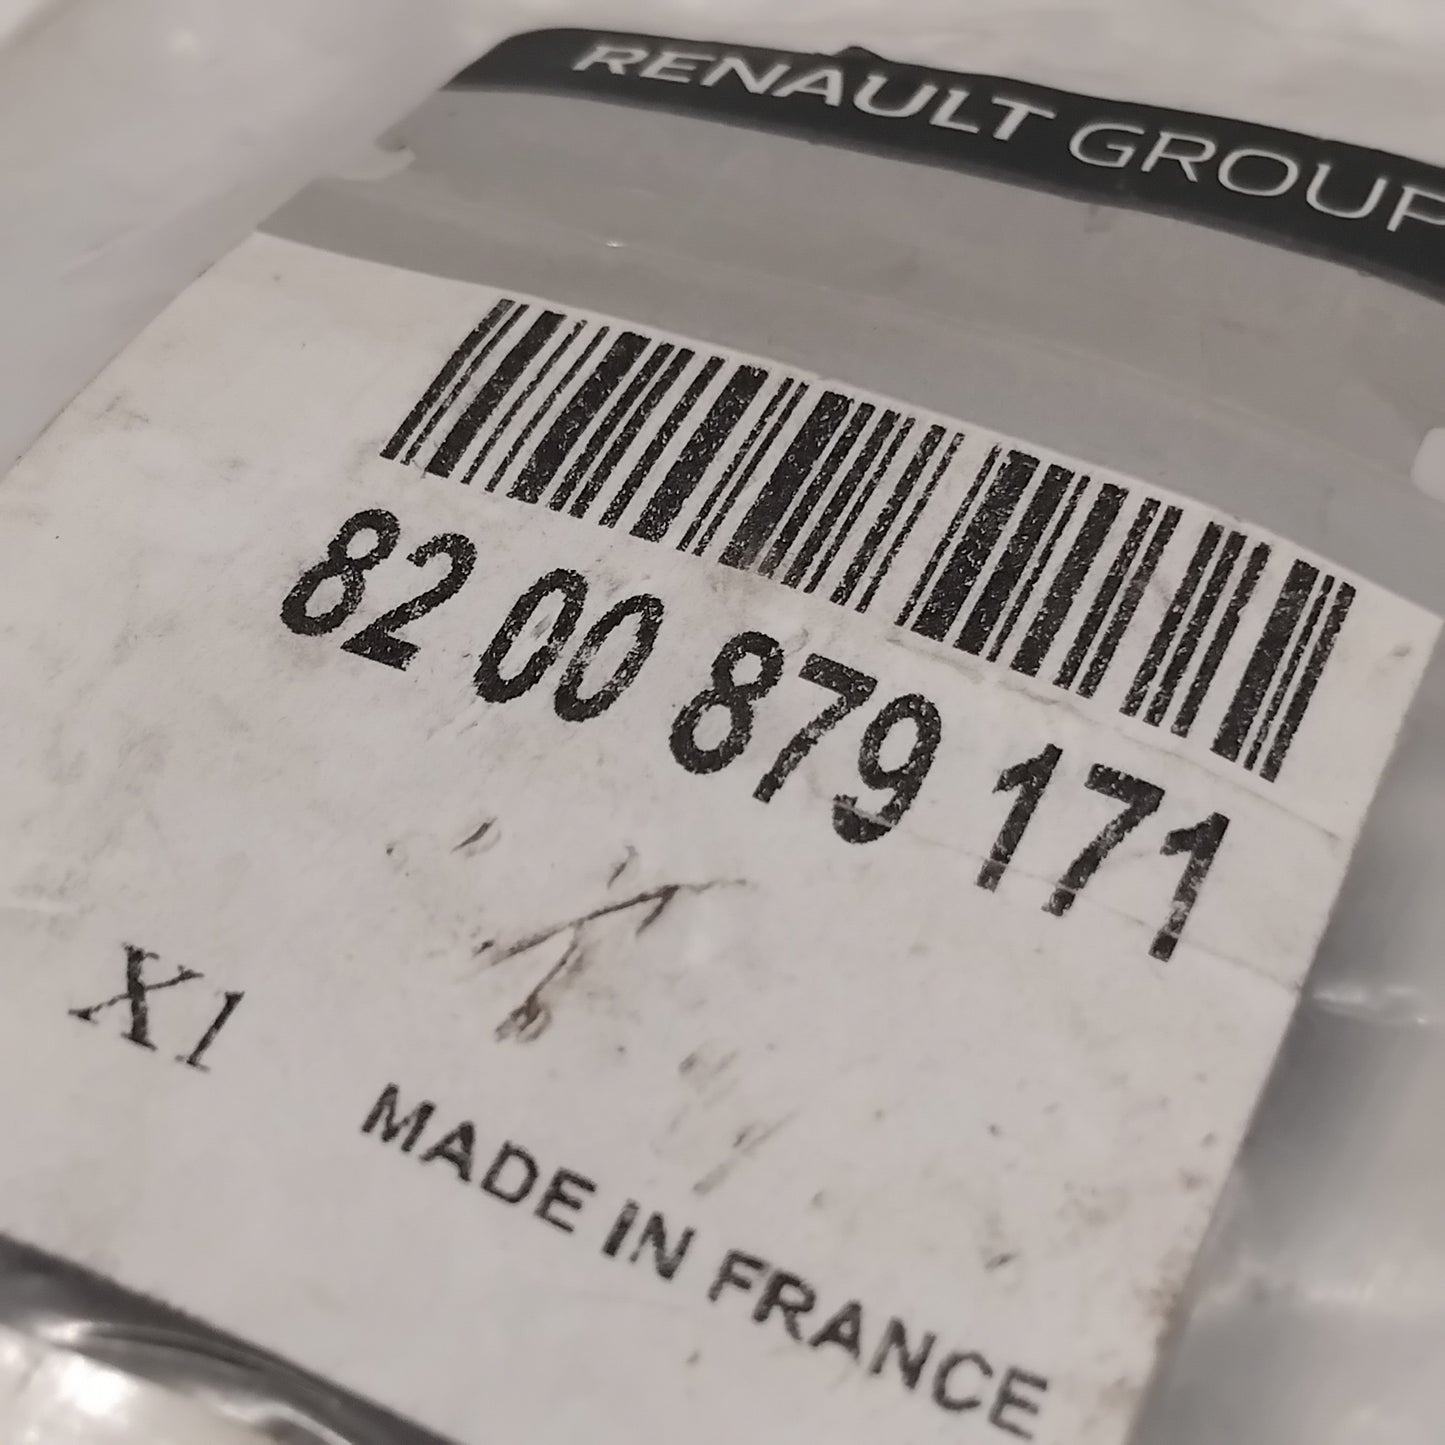 RENAULT GROUP
82 00 879 171
X1
MADE IN FRANCE